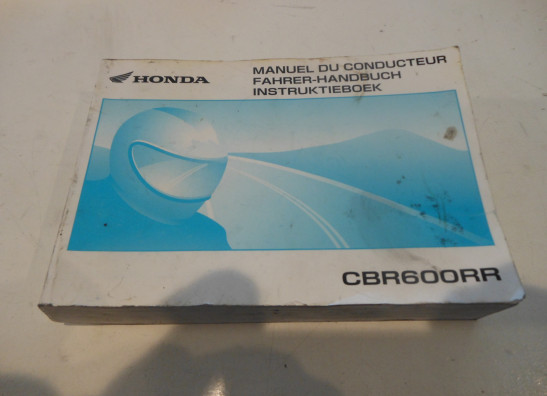 HONDA
MANUEL DU CONDUCTEUR
FAHRER-HANDBUCH
INSTRUKTIEBOEK
CBR600RR